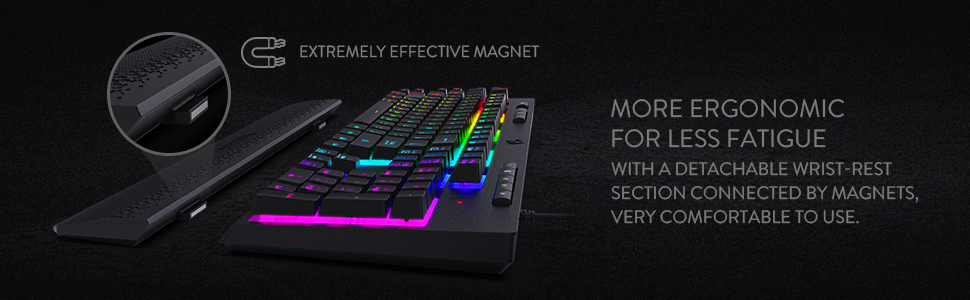 EXTREMELY EFFECTIVE MAGNET
MORE ERGONOMIC
FOR LESS FATIGUE
WITH A DETACHABLE WRIST-REST
SECTION CONNECTED BY MAGNETS,
VERY COMFORTABLE TO USE.